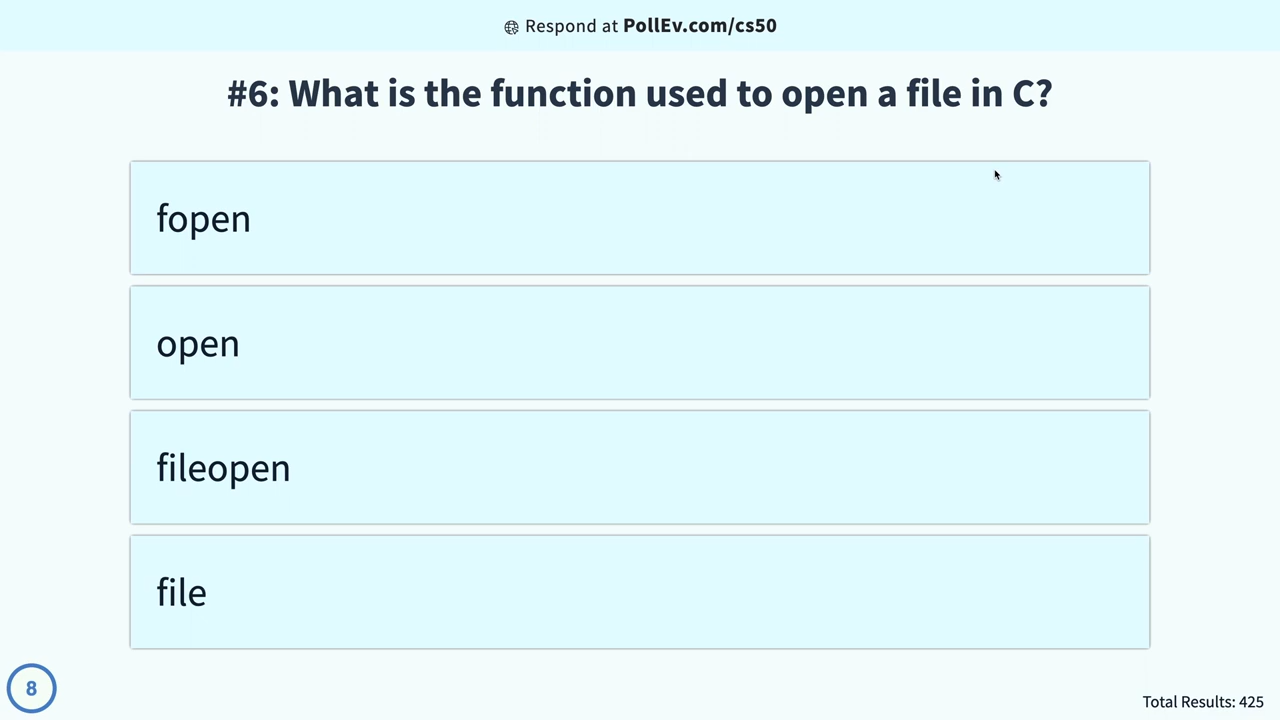 Respond at PollEv.com/cs50
#6: What is the function used to open a file in C?
fopen
open
fileopen
file
8
Total Results: 425